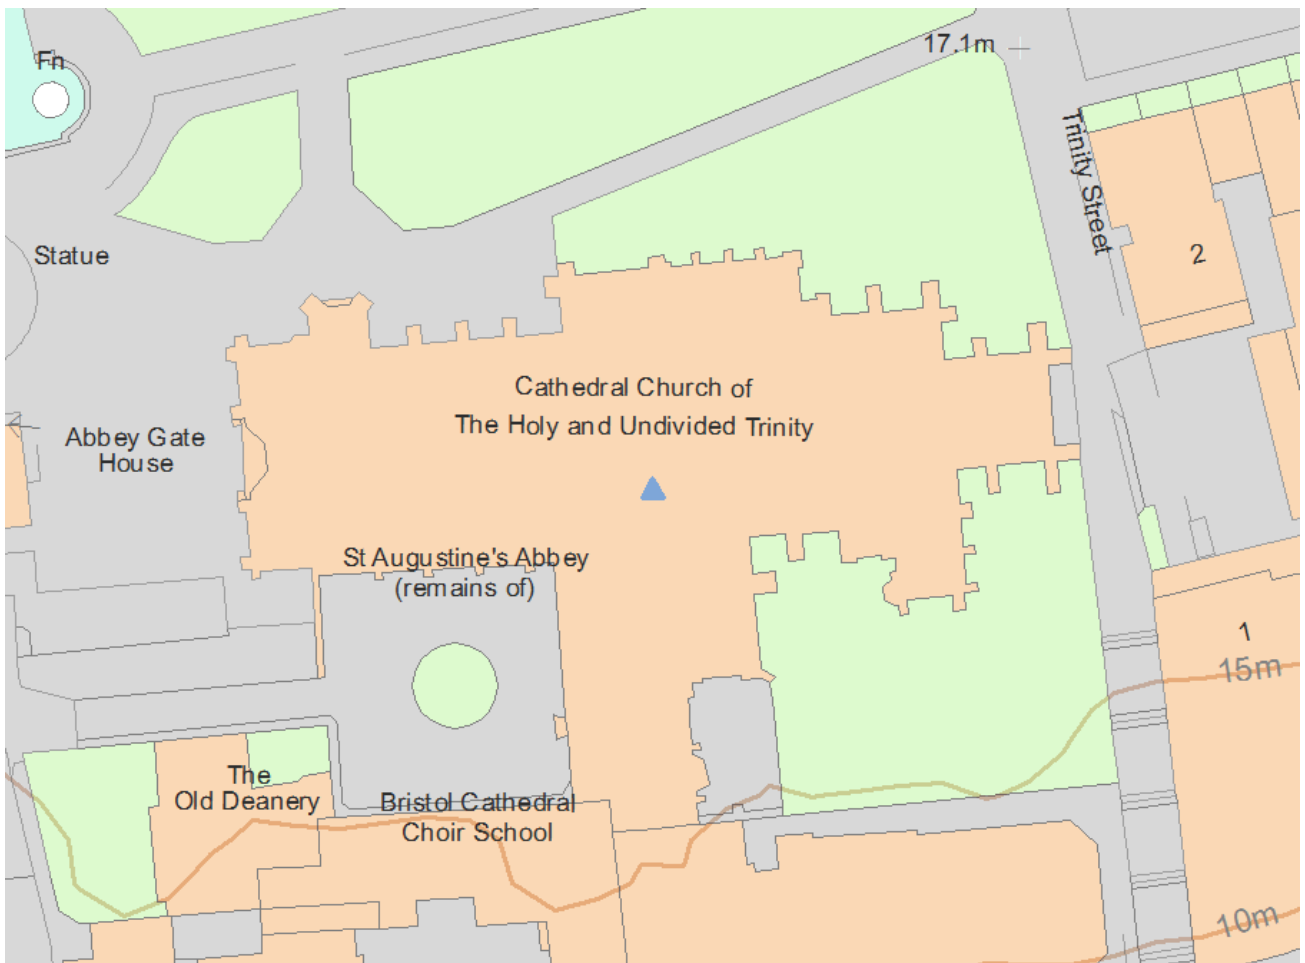 17.1m
Fn
Trinity Street
Statue
2
Cathedral Church of
The Holy and Undivided Trinity
Abbey Gate
House
St Augustine's Abbey
(remains of)
1
15m
The
Old Deanery
Bristol Cathedral
Choir School
10m